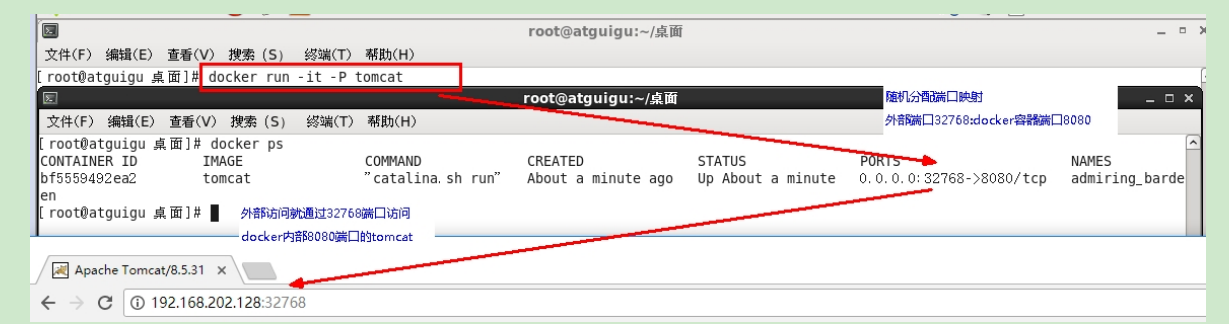 root@atguigu:~/桌面
文件(F) 编辑(E) 查看(V) 搜索 (S) 终端(T) 帮助(H)
[root@atguigu 桌面]# docker run -it -P tomcat
root@atguigu:~/桌面
随机分配端口映射
文件(F) 编辑(E) 查看(V) 搜索 (S) 终端(T) 帮助(H)
外部端口32768:docker容器端口8080
[root@atguigu 桌面]# docker ps
CONTAINER ID IMAGE COMMAND CREATED STATUS PORTS NAMES
bf5559492ea2 tomcat "catalina.sh run" About a minute ago Up About a minute 0.0.0.0:32768->8080/tcp admiring_barde
en
[root@atguigu 桌面]#
外部访问就通过32768端口访问
docker内部8080端口的tomcat
Apache Tomcat/8.5.31
192.168.202.128:32768